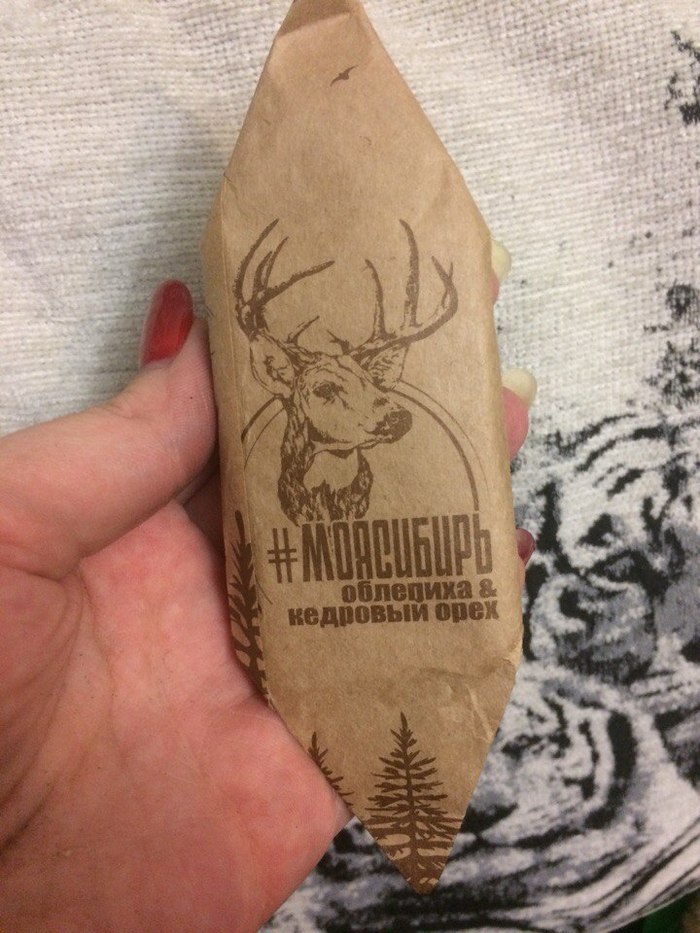 #МОЯСИБИРЬ
облепиха &
кедровый орех